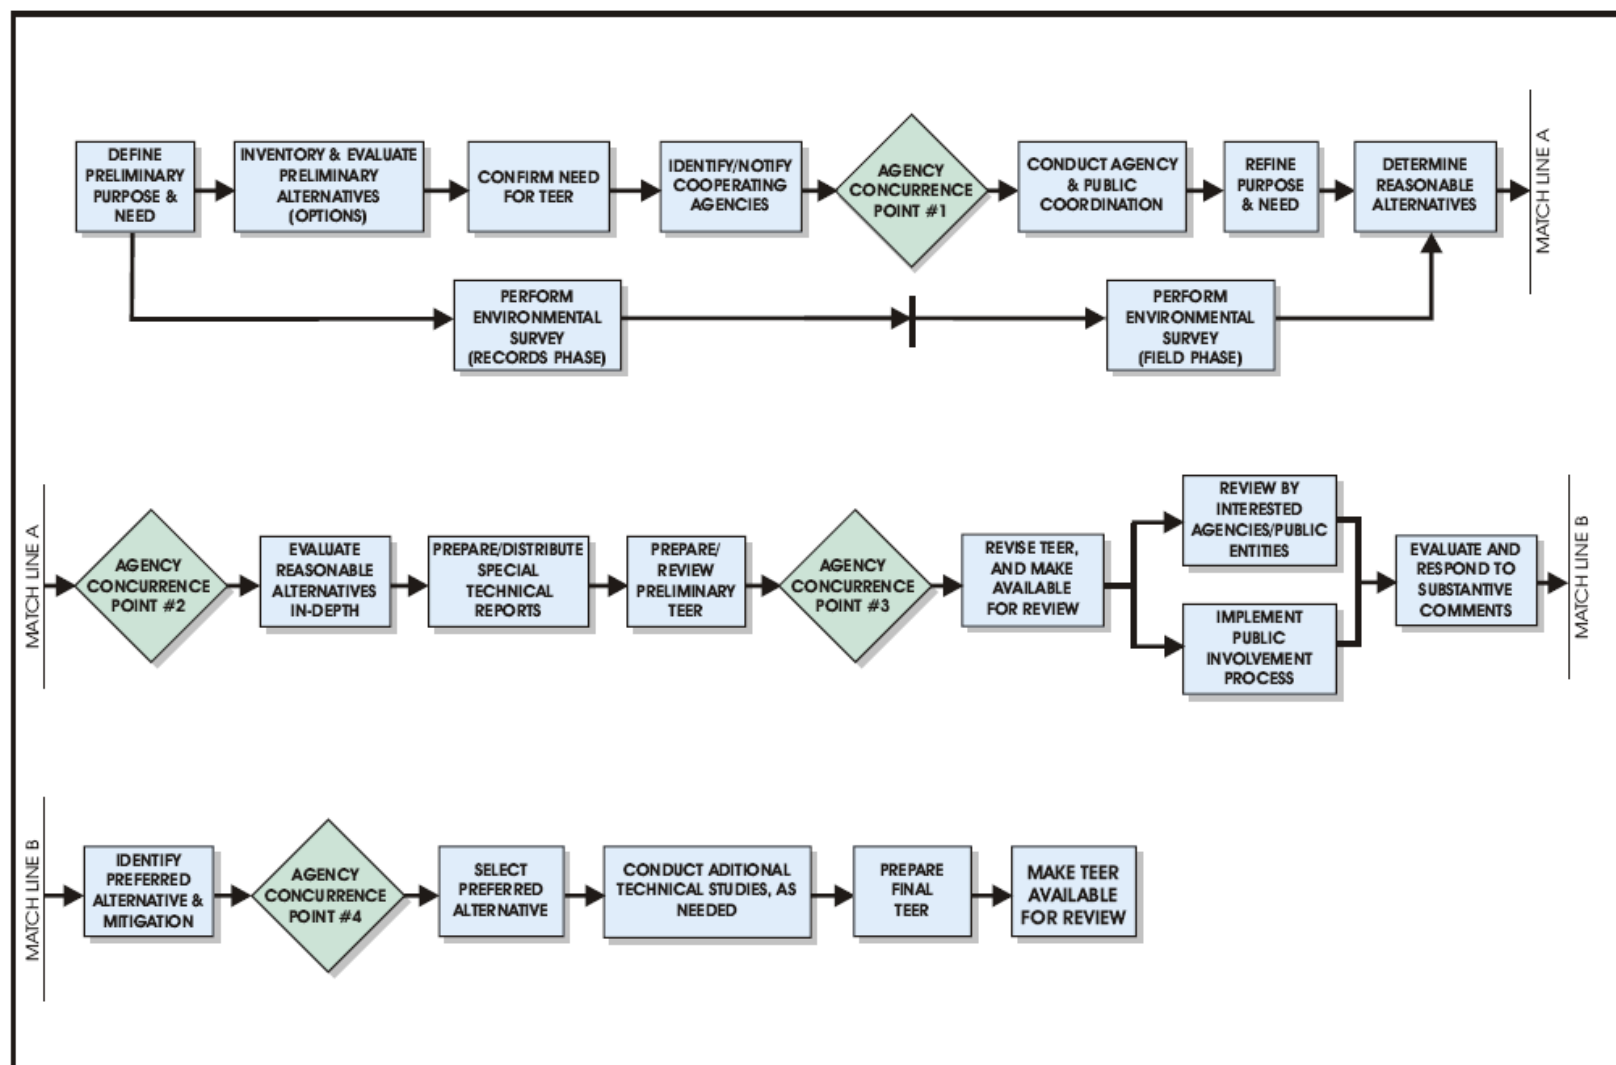 DEFINE
PRELIMINARY
PURPOSE &
NEED
INVENTORY & EVALUATE
PRELIMINARY
ALTERNATIVES
(OPTIONS)
CONFIRM NEED
FOR TEER
IDENTIFY/NOTIFY
COOPERATING
AGENCIES
AGENCY
CONCURRENCE
POINT #1
CONDUCT AGENCY
& PUBLIC
COORDINATION
REFINE
PURPOSE
& NEED
DETERMINE
REASONABLE
ALTERNATIVES
MATCH LINE A
PERFORM
ENVIRONMENTAL
SURVEY
(RECORDS PHASE)
PERFORM
ENVIRONMENTAL
SURVEY
(FIELD PHASE)
MATCH LINE A
AGENCY
CONCURRENCE
POINT #2
EVALUATE
REASONABLE
ALTERNATIVES
IN-DEPTH
PREPARE/DISTRIBUTE
SPECIAL
TECHNICAL
REPORTS
PREPARE/
REVIEW
PRELIMINARY
TEER
AGENCY
CONCURRENCE
POINT #3
REVISE TEER,
AND MAKE
AVAILABLE
FOR REVIEW
REVIEW BY
INTERESTED
AGENCIES/PUBLIC
ENTITIES
IMPLEMENT
PUBLIC
INVOLVEMENT
PROCESS
EVALUATE AND
RESPOND TO
SUBSTANTIVE
COMMENTS
MATCH LINE B
MATCH LINE B
IDENTIFY
PREFERRED
ALTERNATIVE &
MITIGATION
AGENCY
CONCURRENCE
POINT #4
SELECT
PREFERRED
ALTERNATIVE
CONDUCT ADITIONAL
TECHNICAL STUDIES, AS
NEEDED
PREPARE
FINAL
TEER
MAKE TEER
AVAILABLE
FOR REVIEW